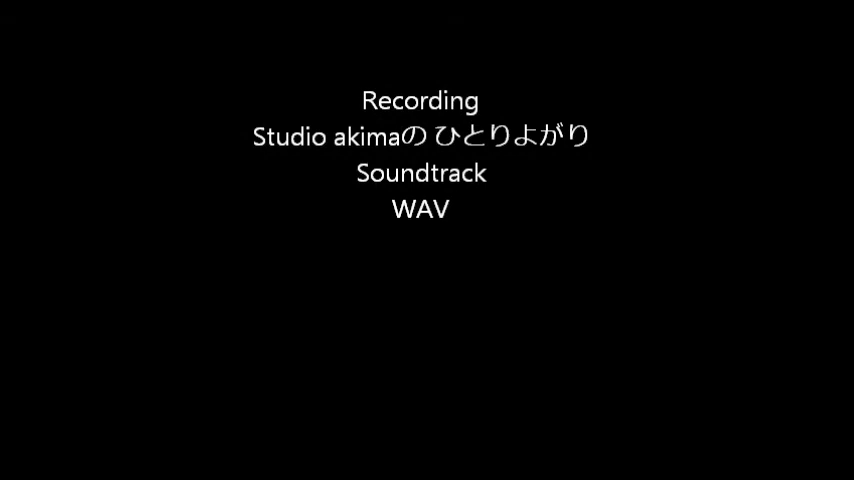 Recording
Studio akimaの ひとりよがり
Soundtrack
WAV